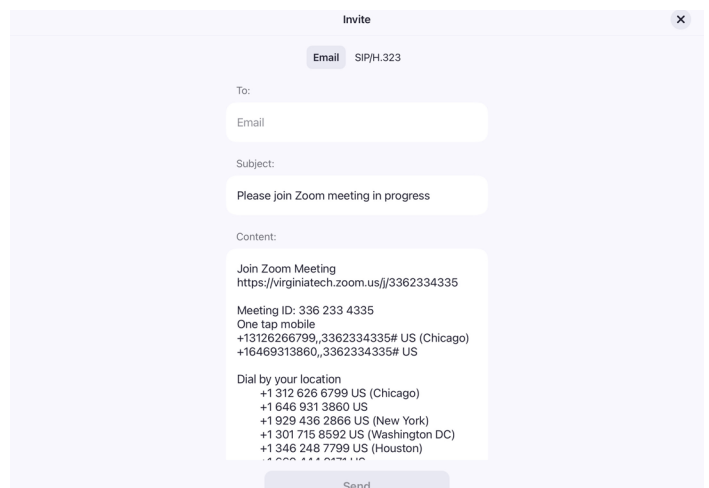 Invite
Email SIP/H.323
To:
Email
Subject:
Please join Zoom meeting in progress
Content:
Join Zoom Meeting
https://virginiatech.zoom.us/j/3362334335
Meeting ID: 336 233 4335
One tap mobile
+13126266799,,3362334335# US (Chicago)
+16469313860,,3362334335# US
Dial by your location
+1 312 626 6799 US (Chicago)
+1 646 931 3860 US
+1 929 436 2866 US (New York)
+1 301 715 8592 US (Washington DC)
+1 346 248 7799 US (Houston)
Send